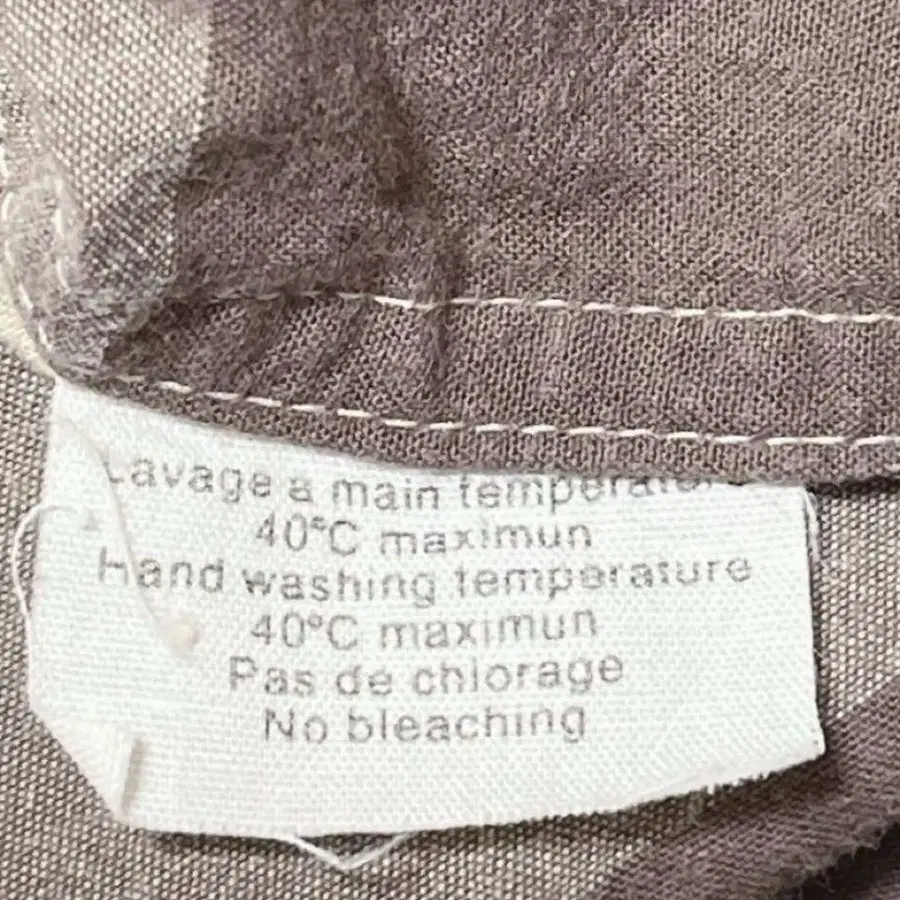 Lavage a main temperature
40°C maximun
Hand washing temperature
40°C maximun
Pas de chlorage
No bleaching